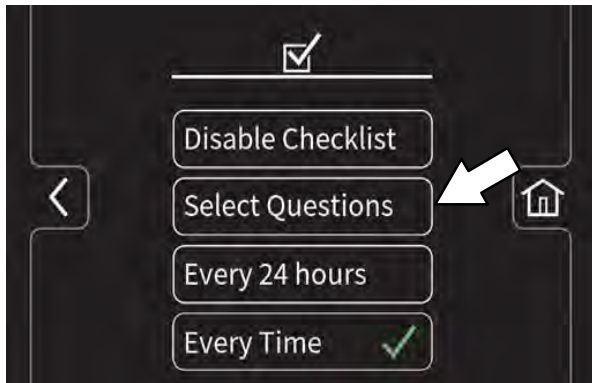 Disable Checklist
Select Questions
Every 24 hours
Every Time